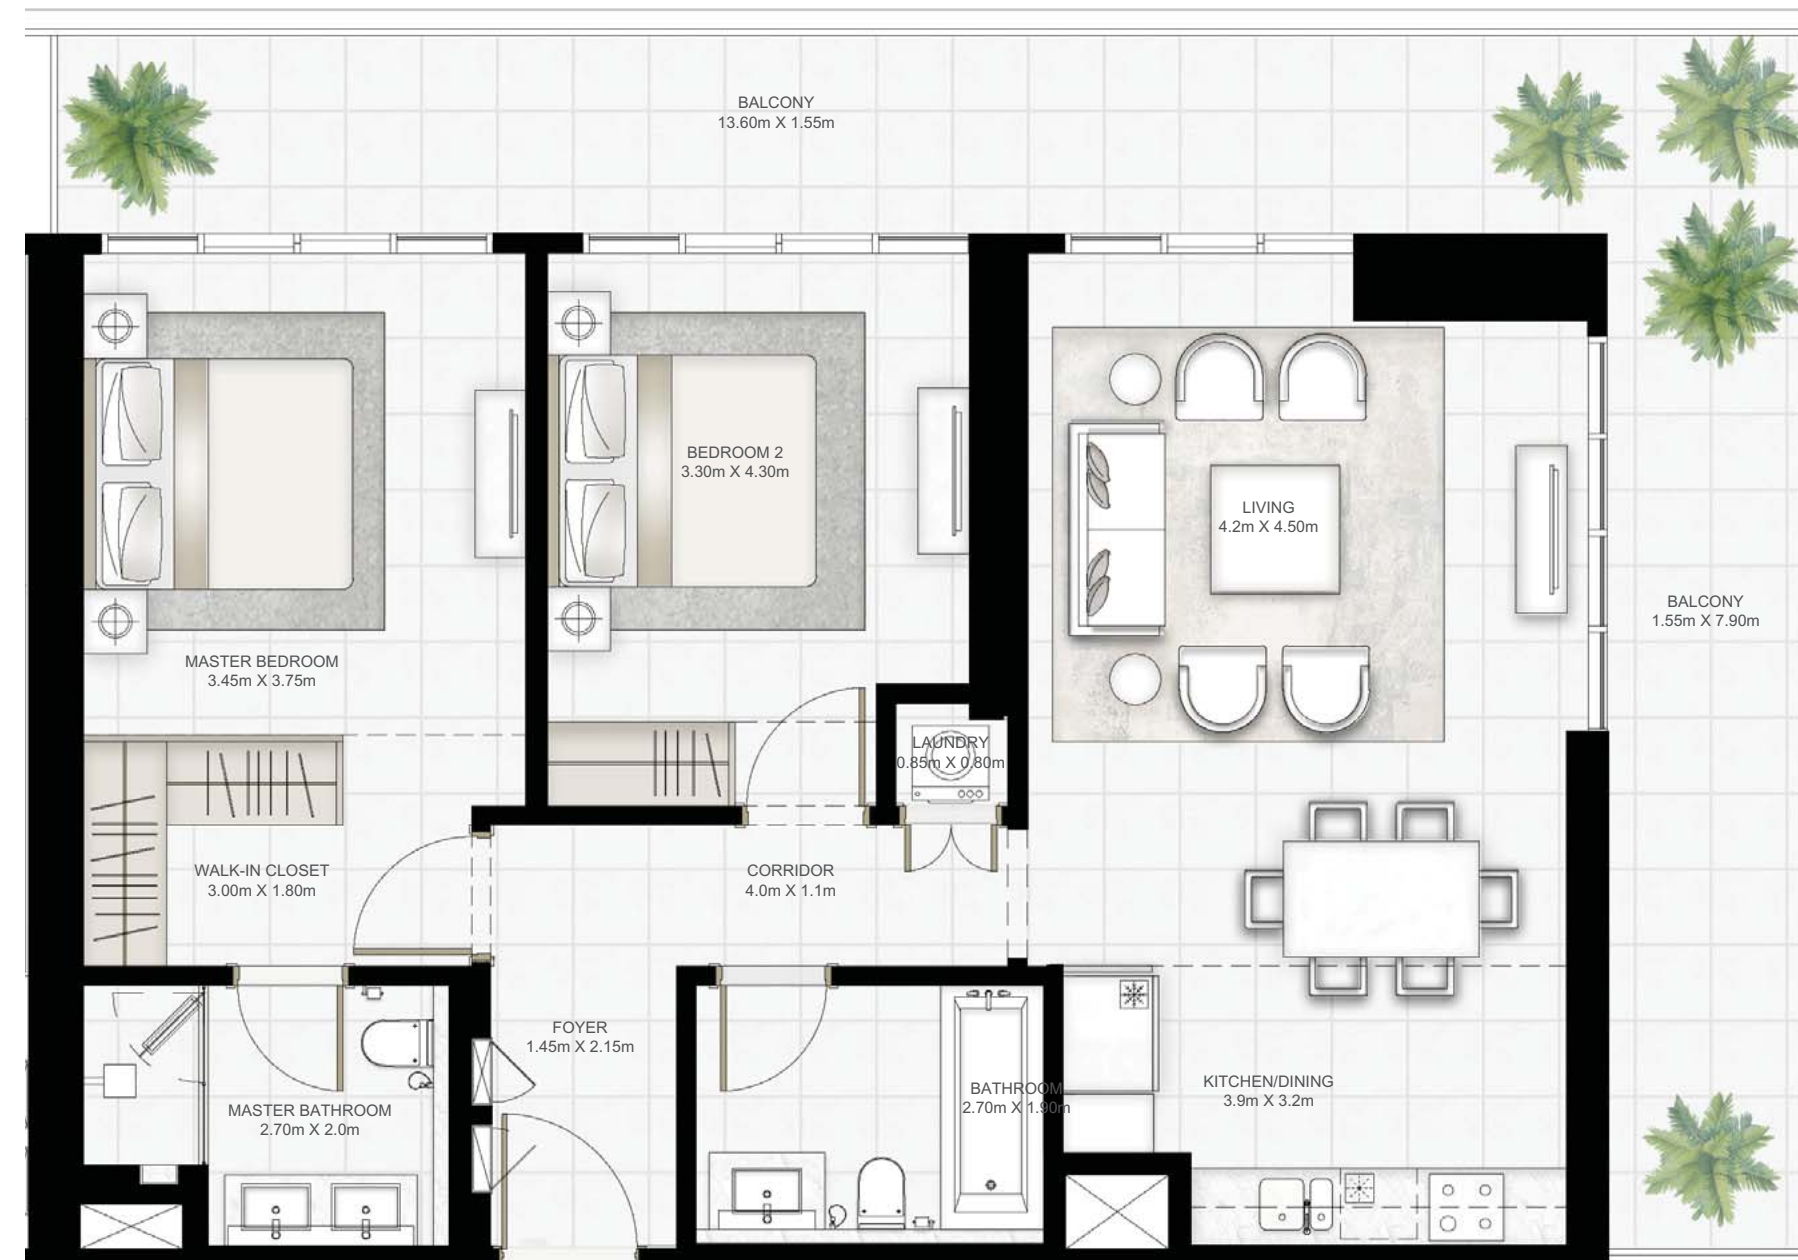 BALCONY
13.60m X 1.55m
BEDROOM 2
3.30m X 4.30m
LIVING
4.2m X 4.50m
BALCONY
1.55m X 7.90m
MASTER BEDROOM
3.45m X 3.75m
LAUNDRY
0.85m X 0.80m
WALK-IN CLOSET
3.00m X 1.80m
CORRIDOR
4.0m X 1.1m
FOYER
1.45m X 2.15m
KITCHEN/DINING
3.9m X 3.2m
BATHROOM
2.70m X 1.90m
MASTER BATHROOM
2.70m X 2.0m